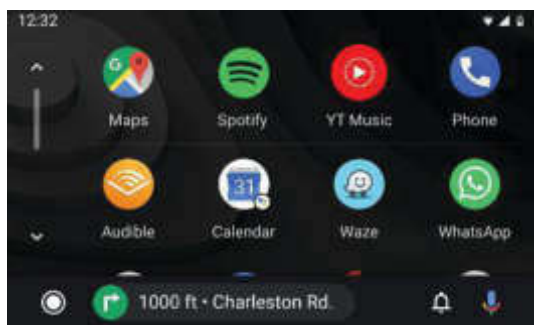 12:32
Maps Spotify YT Music Phone
31
Audible Calendar Waze WhatsApp
1000 ft • Charleston Rd.